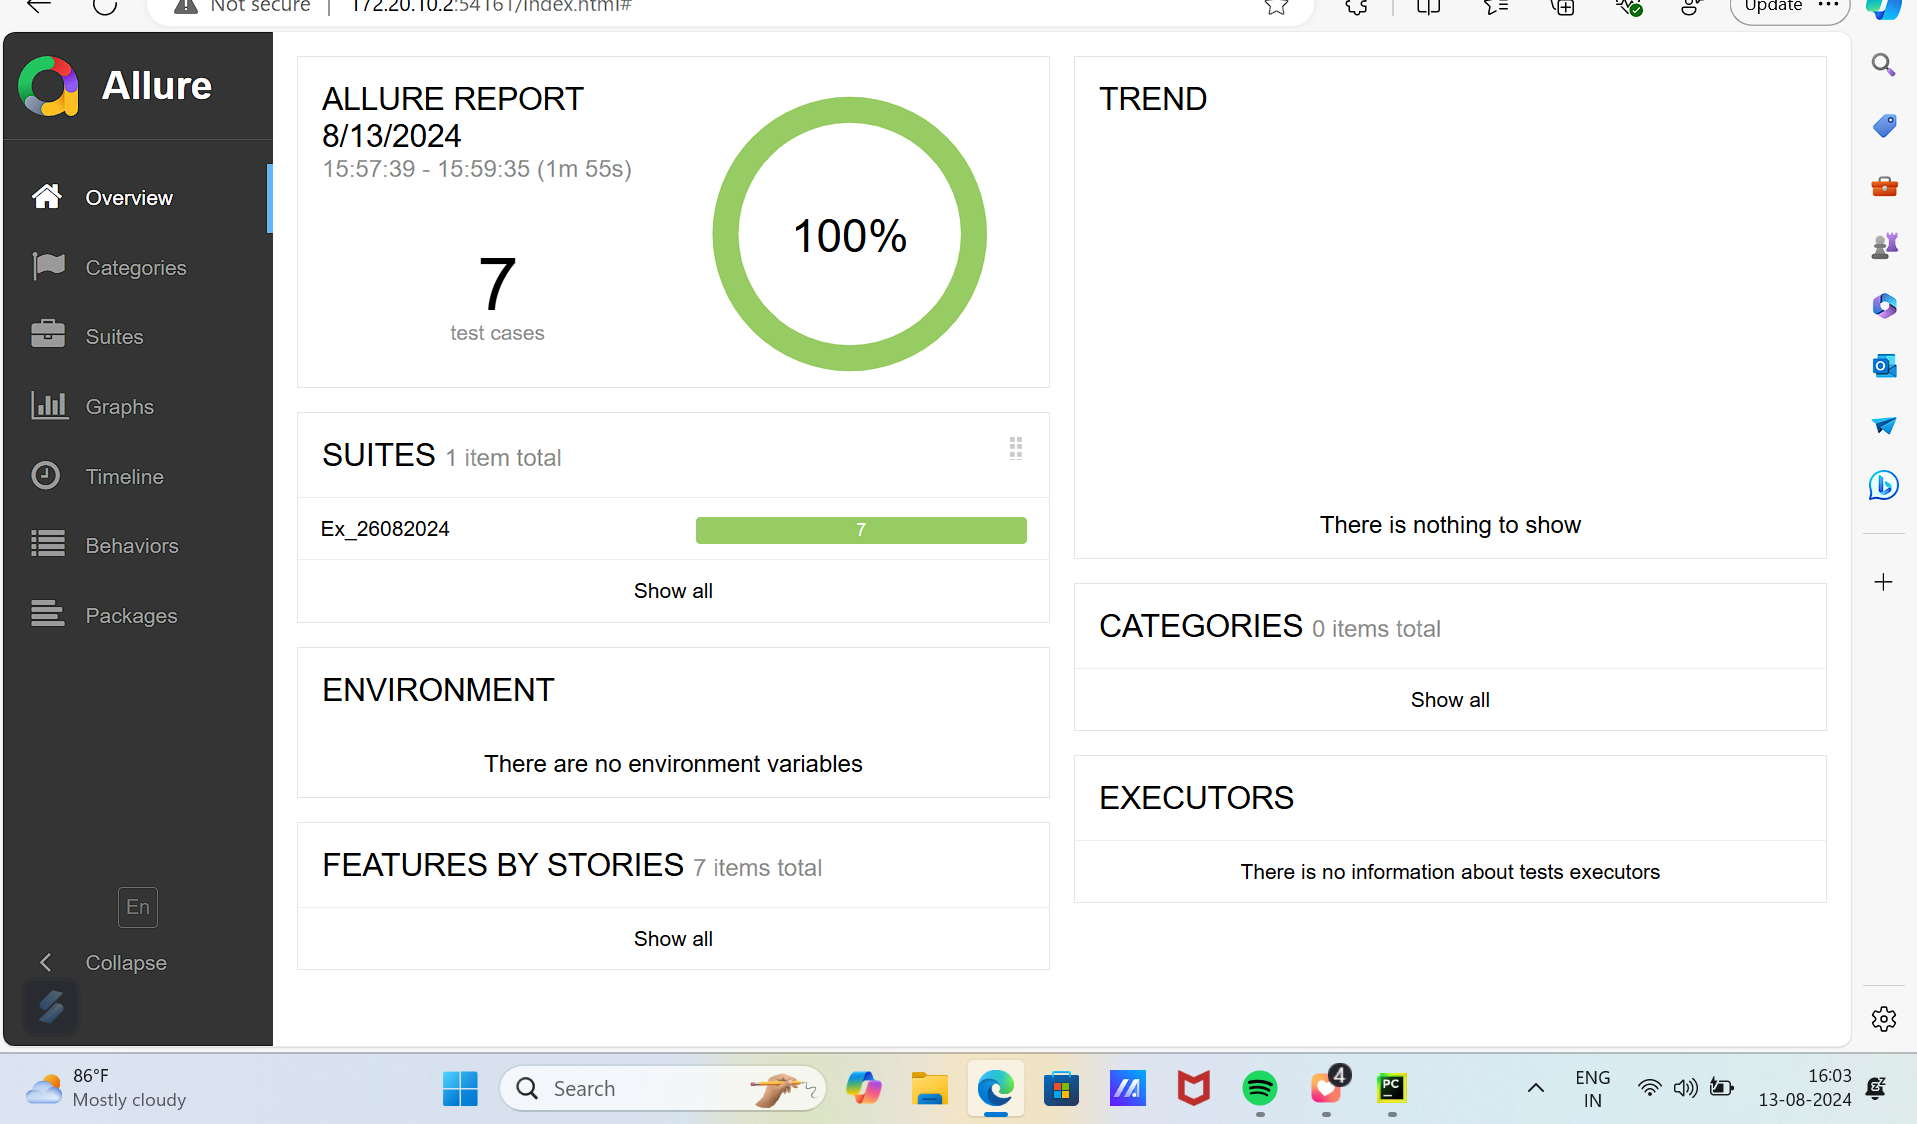 Not secure
172.20.10.2:54161/index.html#
Update
Allure
Overview
Categories
Suites
Graphs
Timeline
Behaviors
Packages
En
Collapse
ALLURE REPORT
8/13/2024
15:57:39 - 15:59:35 (1m 55s)
7
test cases
100%
SUITES 1 item total
Ex_26082024
7
Show all
ENVIRONMENT
There are no environment variables
FEATURES BY STORIES 7 items total
Show all
TREND
There is nothing to show
CATEGORIES 0 items total
Show all
EXECUTORS
There is no information about tests executors
86°F
Mostly cloudy
Search
4
PC
ENG
IN
16:03
13-08-2024